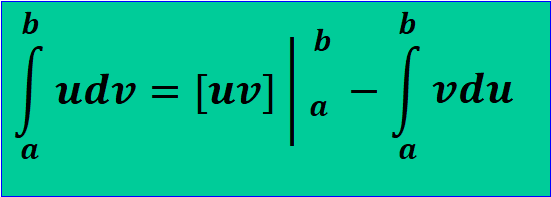 ∫ₐᵇ udv = [uv] |ₐᵇ − ∫ₐᵇ vdu